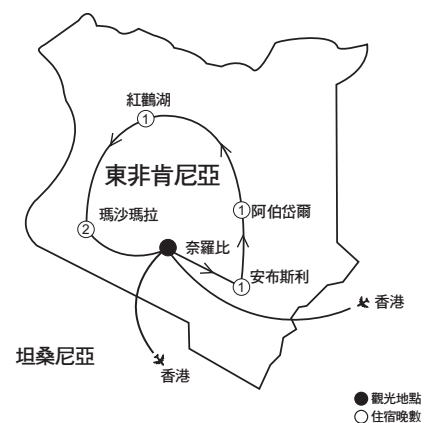 紅鸛湖
1
東非肯尼亞
瑪沙瑪拉
2
1
阿伯岱爾
奈羅比
安布斯利
1
香港
坦桑尼亞
香港
觀光地點
住宿晚數